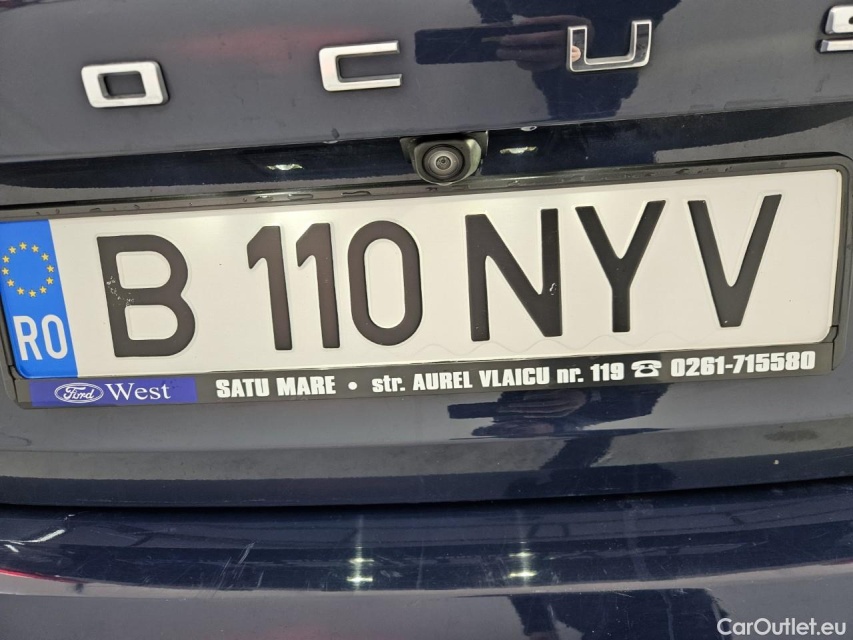 OCUS
RO B 110 NYV
Ford West SATU MARE • str. AUREL VLAICU nr. 119 ☎ 0261-715580
CarOutlet.eu